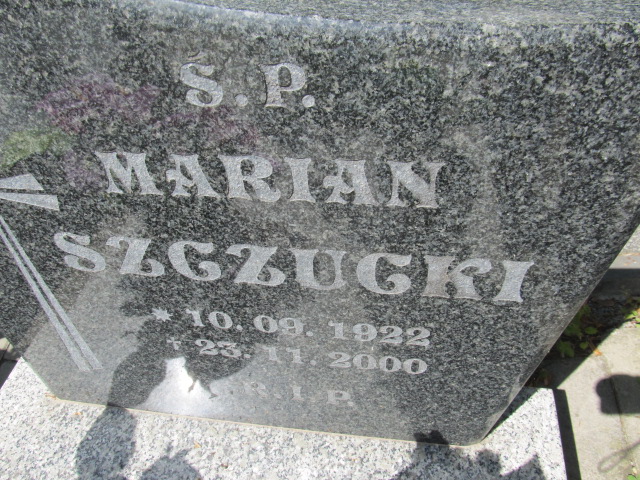 Ś.P.
MARIAN
SZCZUCKI
* 10.09.1922
† 23.11.2000
R.I.P.